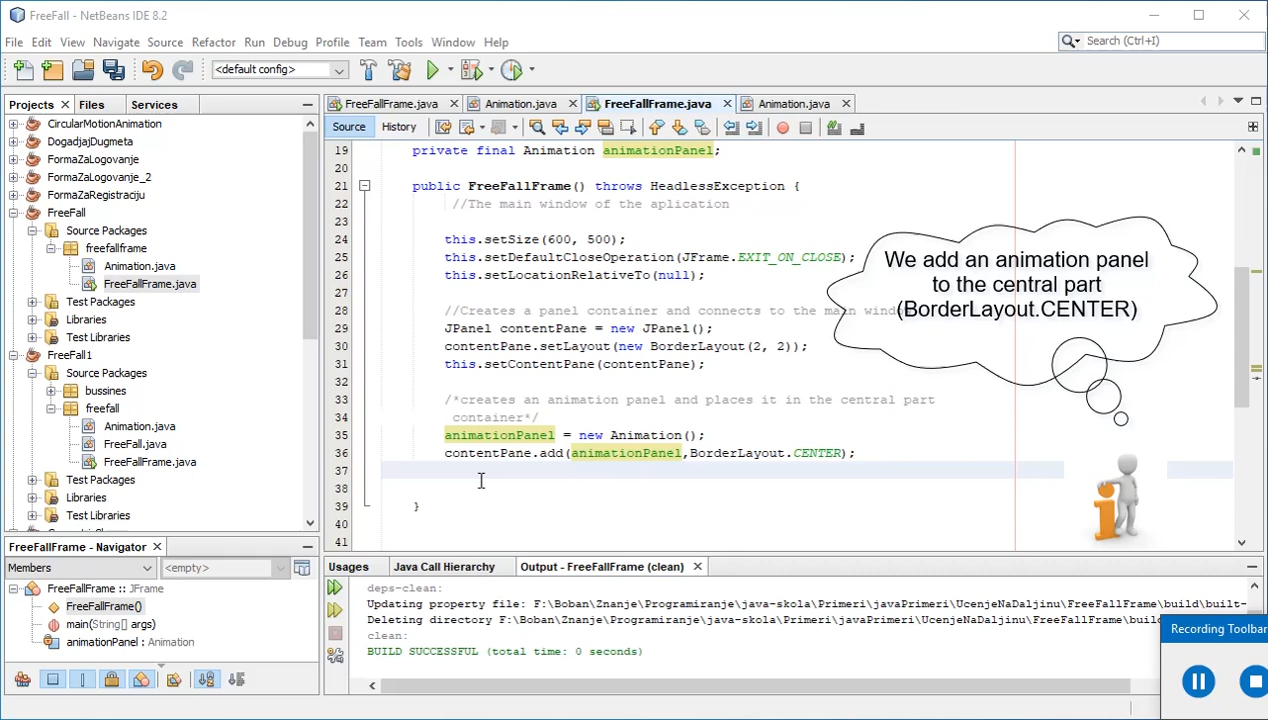 FreeFall - NetBeans IDE 8.2
File Edit View Navigate Source Refactor Run Debug Profile Team Tools Window Help
Search (Ctrl+I)
<default config>
Projects Files Services
CircularMotionAnimation
DogadjajDugmeta
FormaZaLogovanje
FormaZaLogovanje_2
FormaZaRegistraciju
FreeFall
Source Packages
freefallframe
Animation.java
FreeFallFrame.java
Test Packages
Libraries
Test Libraries
FreeFall1
Source Packages
bussines
freefall
Animation.java
FreeFall.java
FreeFallFrame.java
Test Packages
Libraries
Test Libraries
FreeFallFrame - Navigator
Members <empty>
FreeFallFrame :: JFrame
FreeFallFrame()
main(String[] args)
animationPanel : Animation
FreeFallFrame.java Animation.java FreeFallFrame.java Animation.java
Source History
19 private final Animation animationPanel;
20
21 public FreeFallFrame() throws HeadlessException {
22 //The main window of the aplication
23
24 this.setSize(600, 500);
25 this.setDefaultCloseOperation(JFrame.EXIT_ON_CLOSE);
26 this.setLocationRelativeTo(null);
27
28 //Creates a panel container and connects to the main
29 JPanel contentPane = new JPanel();
30 contentPane.setLayout(new BorderLayout(2, 2));
31 this.setContentPane(contentPane);
32
33 /*creates an animation panel and places it in the central part
34 container*/
35 animationPanel = new Animation();
36 contentPane.add(animationPanel,BorderLayout.CENTER);
37
38
39 }
40
41
We add an animation panel
to the central part
(BorderLayout.CENTER)
Usages Java Call Hierarchy Output - FreeFallFrame (clean)
deps-clean:
Updating property file: F:\Boban\Znanje\Programiranje\java-skola\Primeri\javaPrimeri\UcenjeNaDaljinu\FreeFallFrame\build\built-
Deleting directory F:\Boban\Znanje\Programiranje\java-skola\Primeri\javaPrimeri\UcenjeNaDaljinu\FreeFallFrame\build
clean:
BUILD SUCCESSFUL (total time: 0 seconds)
Recording Toolbar